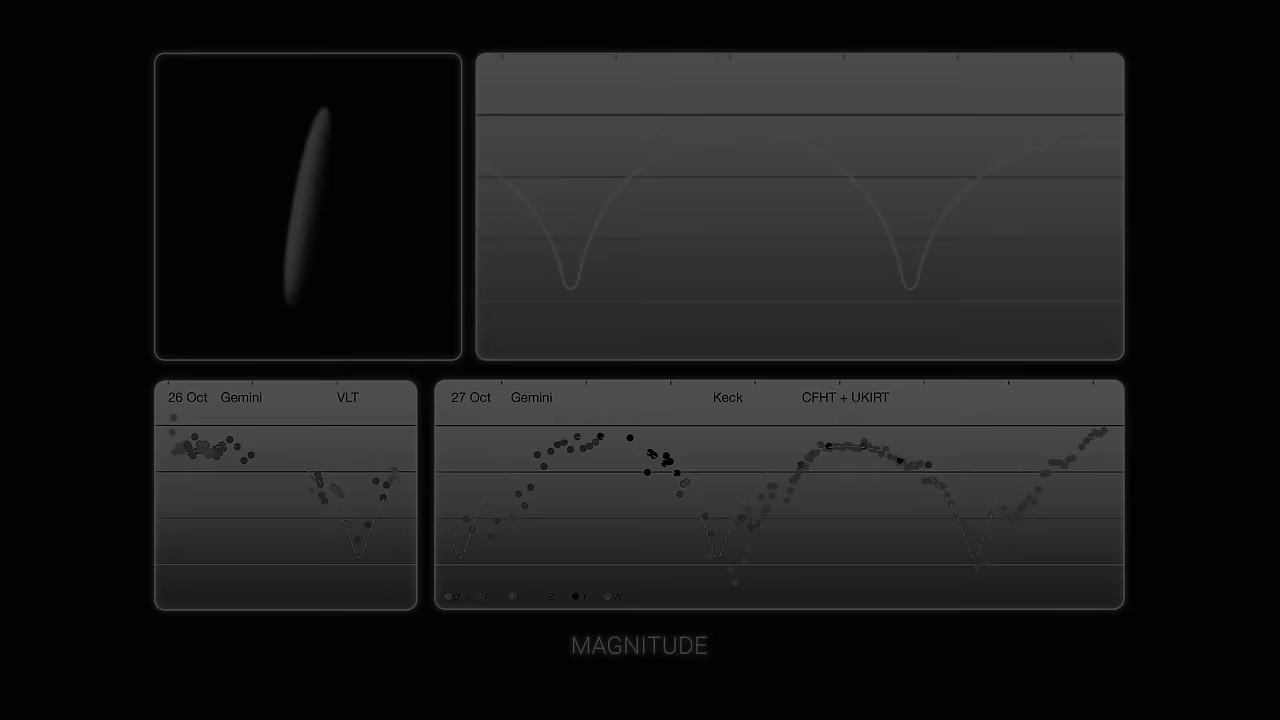 26 Oct Gemini VLT
27 Oct Gemini Keck CFHT + UKIRT
g r i z Y w
MAGNITUDE